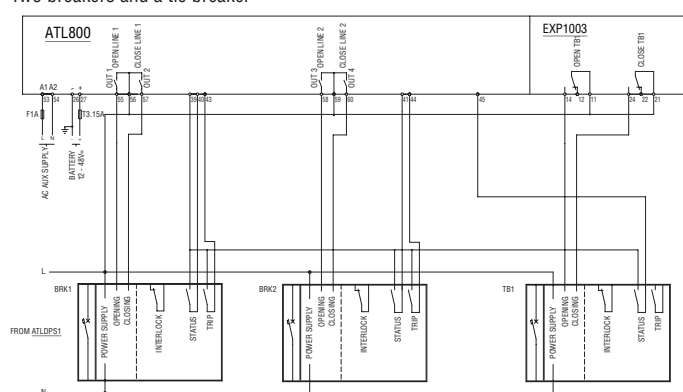 Two breakers and a tie breaker
ATL800
EXP1003
OUT 1
OPEN LINE 1
CLOSE LINE 1
OUT 2
OUT 3
OPEN LINE 2
CLOSE LINE 2
OUT 4
OPEN TB1
CLOSE TB1
A1 A2 - +
53 54 26 27 55 56 57 39 40 43 58 59 60 41 44 45 14 12 11 24 22 21
F1A T3.15A
L N - +
AC AUX SUPPLY
BATTERY
12 - 48V=
L
BRK1 BRK2 TB1
POWER SUPPLY
OPENING
CLOSING
INTERLOCK
STATUS
TRIP
POWER SUPPLY
OPENING
CLOSING
INTERLOCK
STATUS
TRIP
POWER SUPPLY
OPENING
CLOSING
INTERLOCK
STATUS
TRIP
FROM ATLDPS1
N